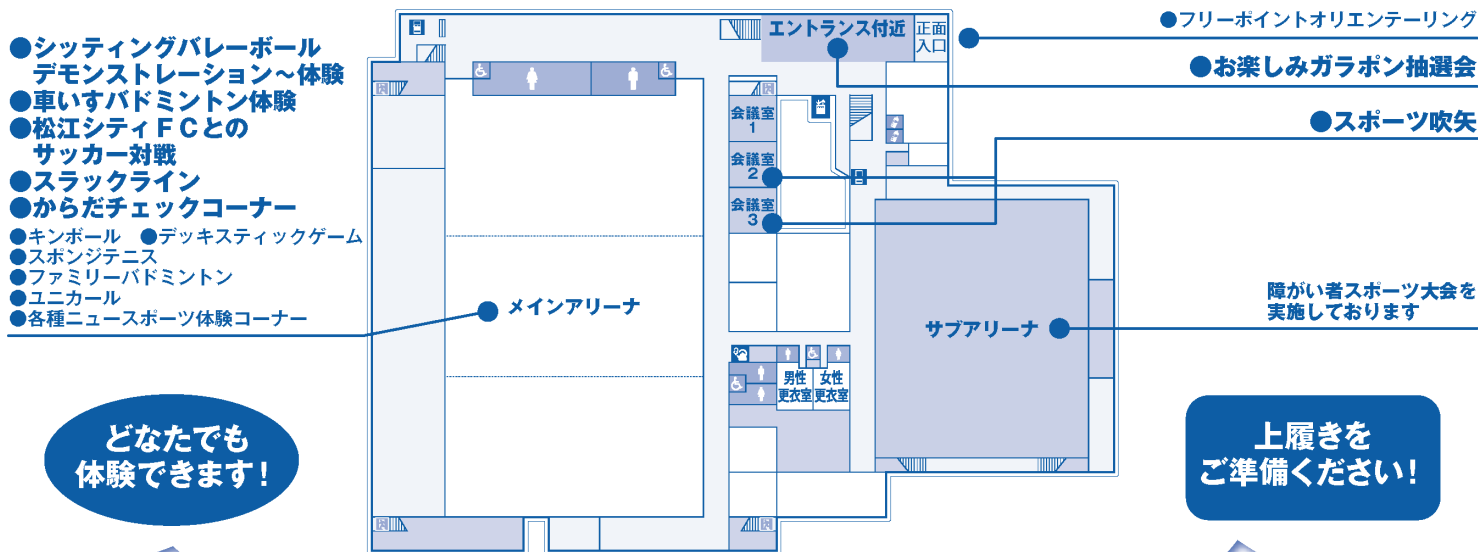 ●シッティングバレーボール
デモンストレーション～体験
●車いすバドミントン体験
●松江シティＦＣとの
サッカー対戦
●スラックライン
●からだチェックコーナー
●キンボール　●デッキスティックゲーム
●スポンジテニス
●ファミリーバドミントン
●ユニカール
●各種ニュースポーツ体験コーナー
どなたでも
体験できます！
エントランス付近
正面
入口
会議室
1
会議室
2
会議室
3
メインアリーナ
サブアリーナ
男性
更衣室
女性
更衣室
●フリーポイントオリエンテーリング
●お楽しみガラポン抽選会
●スポーツ吹矢
障がい者スポーツ大会を
実施しております
上履きを
ご準備ください！